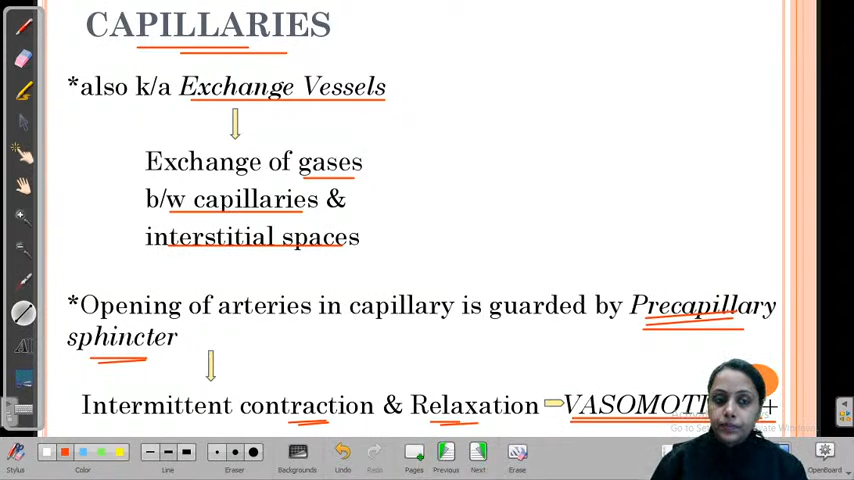 CAPILLARIES
*also k/a Exchange Vessels
Exchange of gases
b/w capillaries &
interstitial spaces
*Opening of arteries in capillary is guarded by Precapillary
sphincter
Intermittent contraction & Relaxation
Go to Settings to activate Windows
Stylus Color Eraser Backgrounds Undo Redo Pages Previous Next Erase OpenBoard